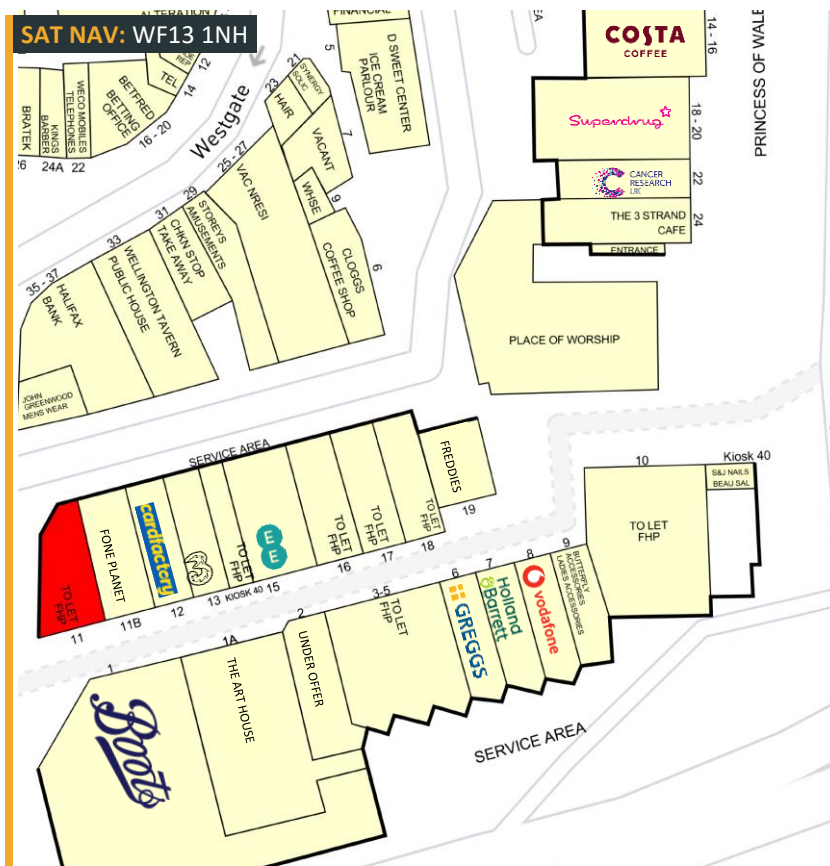 SAT NAV: WF13 1NH
ALTERATION
FINANCIAL
5
D SWEET CENTER
ICE CREAM
PARLOUR
COSTA
COFFEE
14 - 16
PRINCESS OF WALE
BRATEK
26
KINGS
BARBER
24A
WECO MOBILES
TELEPHONES
22
BETFRED
BETTING
OFFICE
16 - 20
TEL
14
12
REP
Westgate
21
SYNERGY
SOLIC
23
HAIR
7
VACANT
25 - 27
VAC NRESI
9
WHSE
CLOGGS
COFFEE SHOP
6
29
STOREYS
AMUSEMENTS
31
CHKN STOP
TAKE AWAY
33
WELLINGTON TAVERN
PUBLIC HOUSE
35 - 37
HALIFAX
BANK
JOHN
GREENWOOD
MENS WEAR
Superdrug
18 - 20
CANCER
RESEARCH
UK
22
THE 3 STRAND
CAFE
24
ENTRANCE
PLACE OF WORSHIP
SERVICE AREA
TO LET
FHP
11
FONE PLANET
11B
cardfactory
12
13
TO LET
FHP
KIOSK 40
EE
15
TO LET
FHP
16
TO LET
FHP
17
TO LET
FHP
18
FREDDIES
19
10
TO LET
FHP
Kiosk 40
S&J NAILS
BEAU SAL
1
Boots
1A
THE ART HOUSE
2
UNDER OFFER
3-5
TO LET
FHP
6
GREGGS
7
Holland
&Barrett
8
vodafone
9
BUTTERFLY
ACCESSORIES
LADIES ACCESSORIES
SERVICE AREA